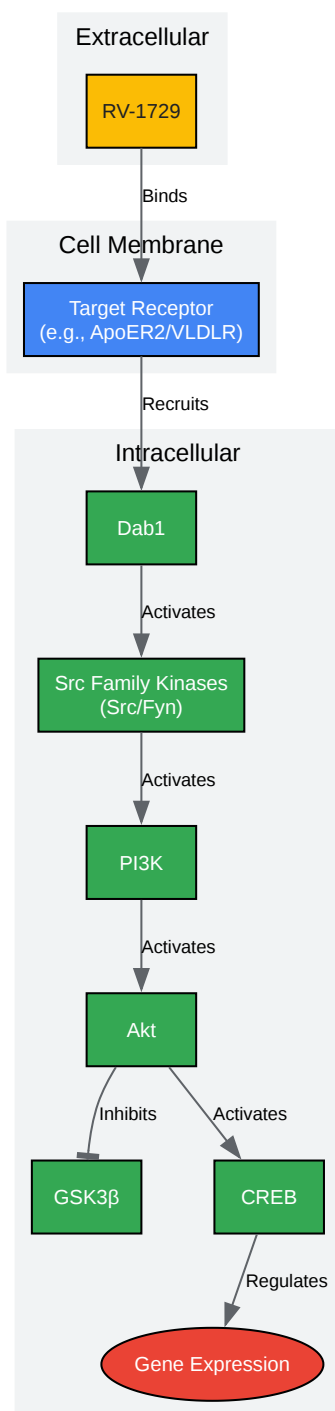 Extracellular
RV-1729
Binds
Cell Membrane
Target Receptor
(e.g., ApoER2/VLDLR)
Recruits
Intracellular
Dab1
Activates
Src Family Kinases
(Src/Fyn)
Activates
PI3K
Activates
Akt
Inhibits
Activates
GSK3β
CREB
Regulates
Gene Expression